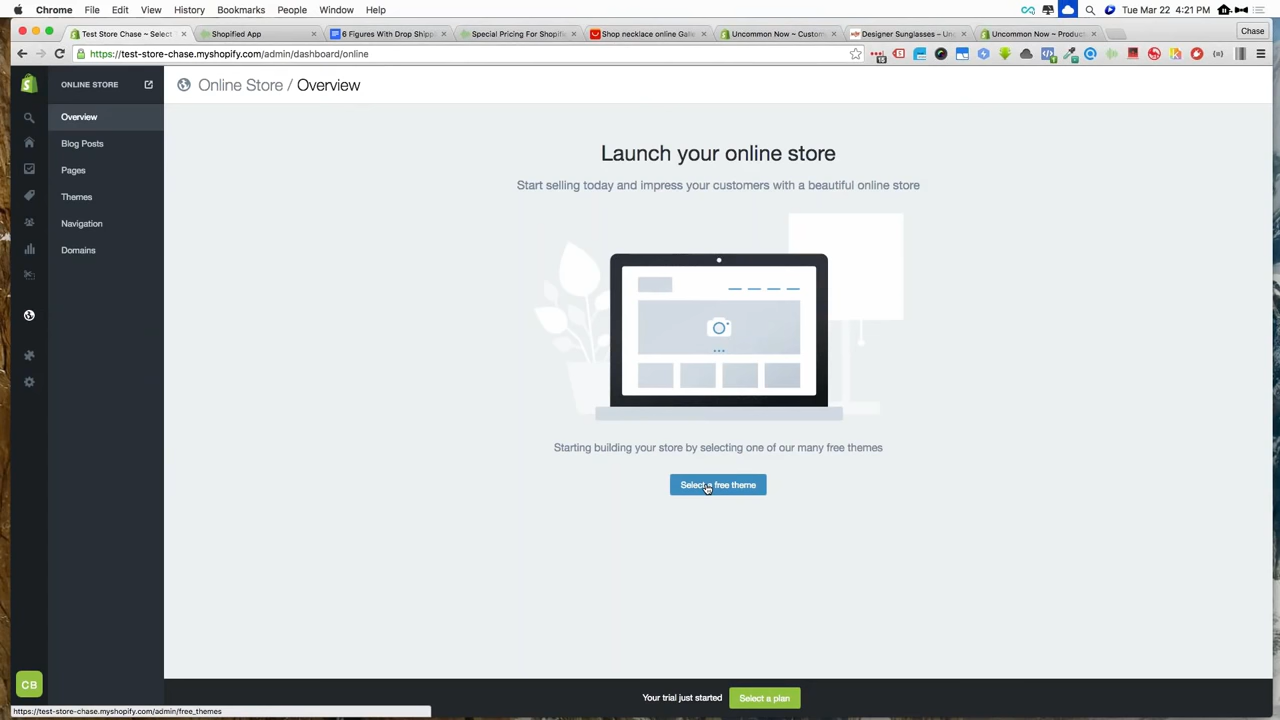 Chrome File Edit View History Bookmarks People Window Help Tue Mar 22 4:21 PM
Test Store Chase ~ Select Shopified App 6 Figures With Drop Shipp Special Pricing For Shopif Shop necklace online Galle Uncommon Now ~ Custom Designer Sunglasses – Un Uncommon Now ~ Produc Chase
https://test-store-chase.myshopify.com/admin/dashboard/online
ONLINE STORE
Online Store / Overview
Overview
Blog Posts
Pages
Themes
Navigation
Domains
Launch your online store
Start selling today and impress your customers with a beautiful online store
Starting building your store by selecting one of our many free themes
Select a free theme
CB
Your trial just started Select a plan
https://test-store-chase.myshopify.com/admin/free_themes